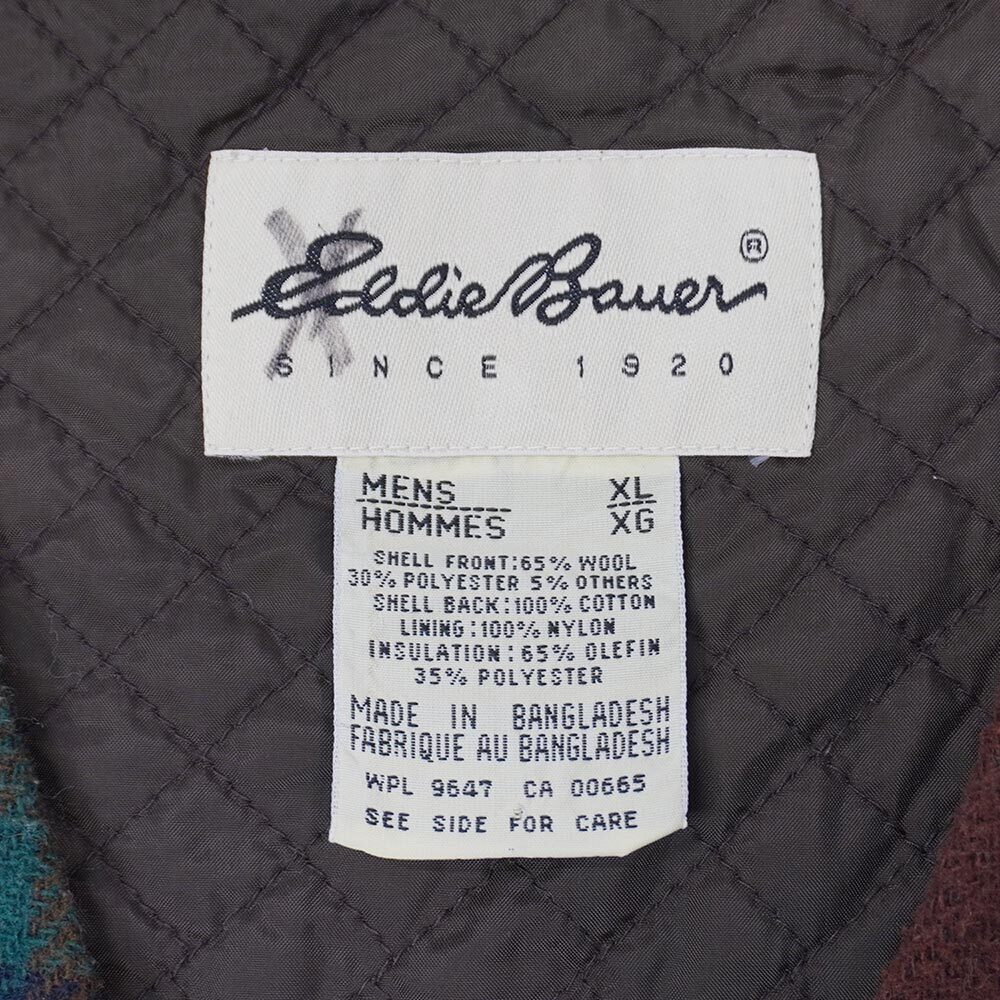 Eddie Bauer ®
SINCE 1920
MENS XL
HOMMES XG
SHELL FRONT:65% WOOL
30% POLYESTER 5% OTHERS
SHELL BACK:100% COTTON
LINING:100% NYLON
INSULATION:65% OLEFIN
35% POLYESTER
MADE IN BANGLADESH
FABRIQUE AU BANGLADESH
WPL 9647 CA 00665
SEE SIDE FOR CARE